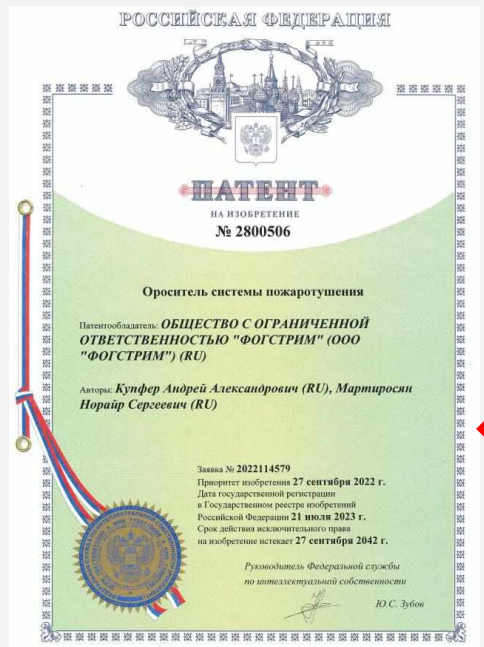 РОССИЙСКАЯ ФЕДЕРАЦИЯ
ПАТЕНТ
НА ИЗОБРЕТЕНИЕ
№ 2800506
Ороситель системы пожаротушения
Патентообладатель: ОБЩЕСТВО С ОГРАНИЧЕННОЙ
ОТВЕТСТВЕННОСТЬЮ "ФОГСТРИМ" (ООО
"ФОГСТРИМ") (RU)
Авторы: Купфер Андрей Александрович (RU), Мартиросян
Норайр Сергеевич (RU)
Заявка № 2022114579
Приоритет изобретения 27 сентября 2022 г.
Дата государственной регистрации
в Государственном реестре изобретений
Российской Федерации 21 июля 2023 г.
Срок действия исключительного права
на изобретение истекает 27 сентября 2042 г.
Руководитель Федеральной службы
по интеллектуальной собственности
Ю.С. Зубов